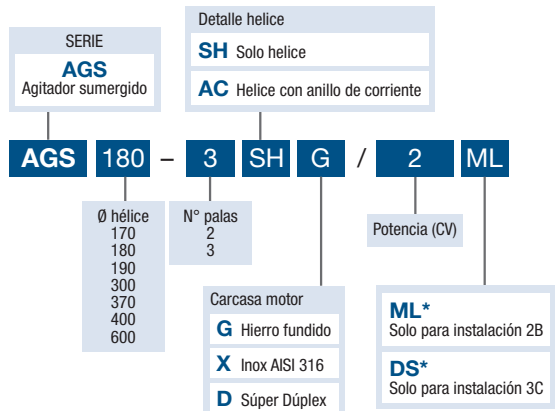 SERIE
AGS
Agitador sumergido
Detalle helice
SH Solo helice
AC Helice con anillo de corriente
AGS 180 – 3 SH G / 2 ML
Ø hélice
170
180
190
300
370
400
600
N° palas
2
3
Potencia (CV)
Carcasa motor
G Hierro fundido
X Inox AISI 316
D Súper Dúplex
ML*
Solo para instalación 2B
DS*
Solo para instalación 3C